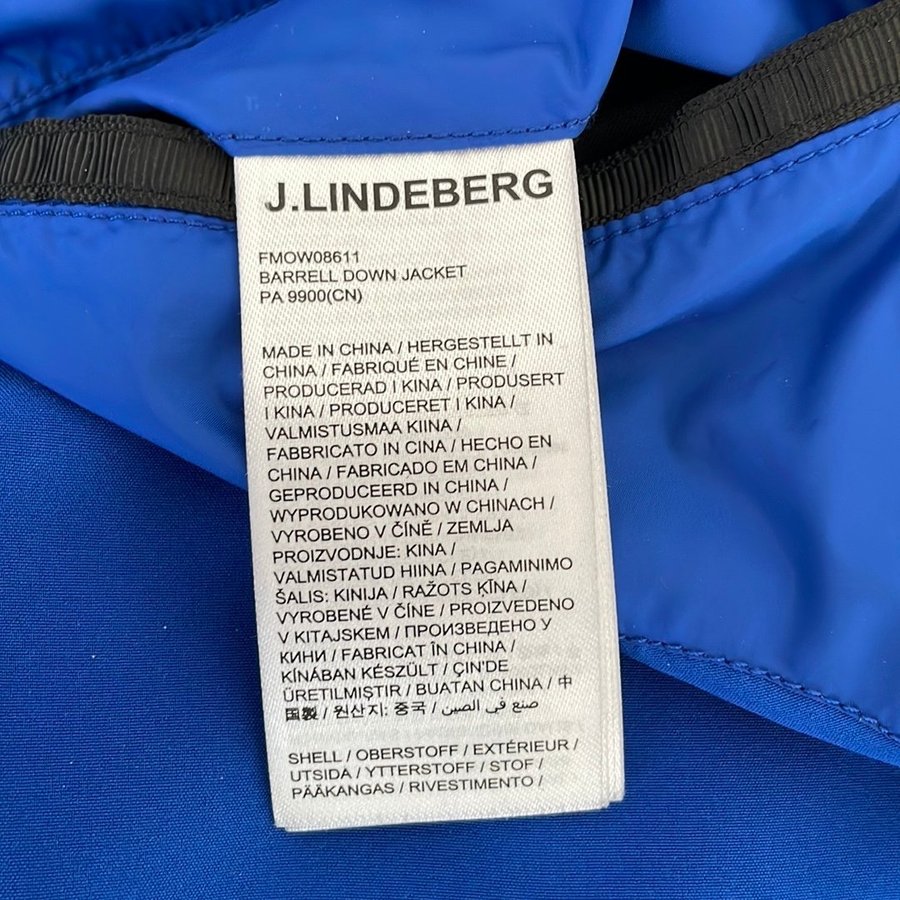 J.LINDEBERG
FMOW08611
BARRELL DOWN JACKET
PA 9900(CN)
MADE IN CHINA / HERGESTELLT IN
CHINA / FABRIQUÉ EN CHINE /
PRODUCERAD I KINA / PRODUSERT
I KINA / PRODUCERET I KINA /
VALMISTUSMAA KIINA /
FABBRICATO IN CINA / HECHO EN
CHINA / FABRICADO EM CHINA /
GEPRODUCEERD IN CHINA /
WYPRODUKOWANO W CHINACH /
VYROBENO V ČÍNĚ / ZEMLJA
PROIZVODNJE: KINA /
VALMISTATUD HIINA / PAGAMINIMO
ŠALIS: KINIJA / RAŽOTS ĶĪNA /
VYROBENÉ V ČÍNE / PROIZVEDENO
V KITAJSKEM / ПРОИЗВЕДЕНО У
КИНИ / FABRICAT ÎN CHINA /
KÍNÁBAN KÉSZÜLT / ÇIN'DE
ÜRETILMIŞTIR / BUATAN CHINA / 中
国製 / 원산지: 중국 / صنع في الصين
SHELL / OBERSTOFF / EXTÉRIEUR /
UTSIDA / YTTERSTOFF / STOF /
PÄÄKANGAS / RIVESTIMENTO /